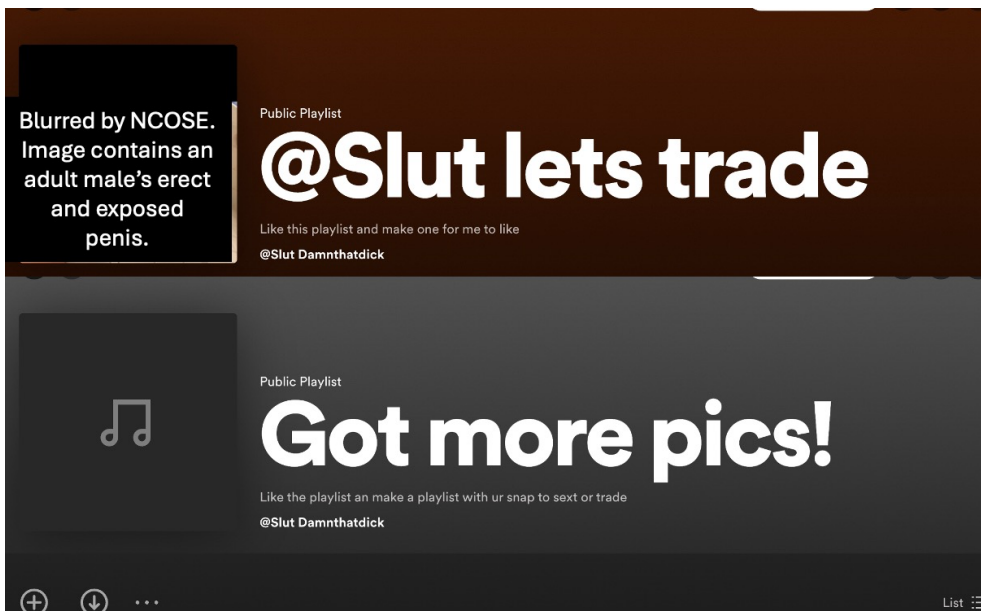 Blurred by NCOSE.
Image contains an
adult male's erect
and exposed
penis.
Public Playlist
@Slut lets trade
Like this playlist and make one for me to like
@Slut Damnthatdick
Public Playlist
Got more pics!
Like the playlist an make a playlist with ur snap to sext or trade
@Slut Damnthatdick
List